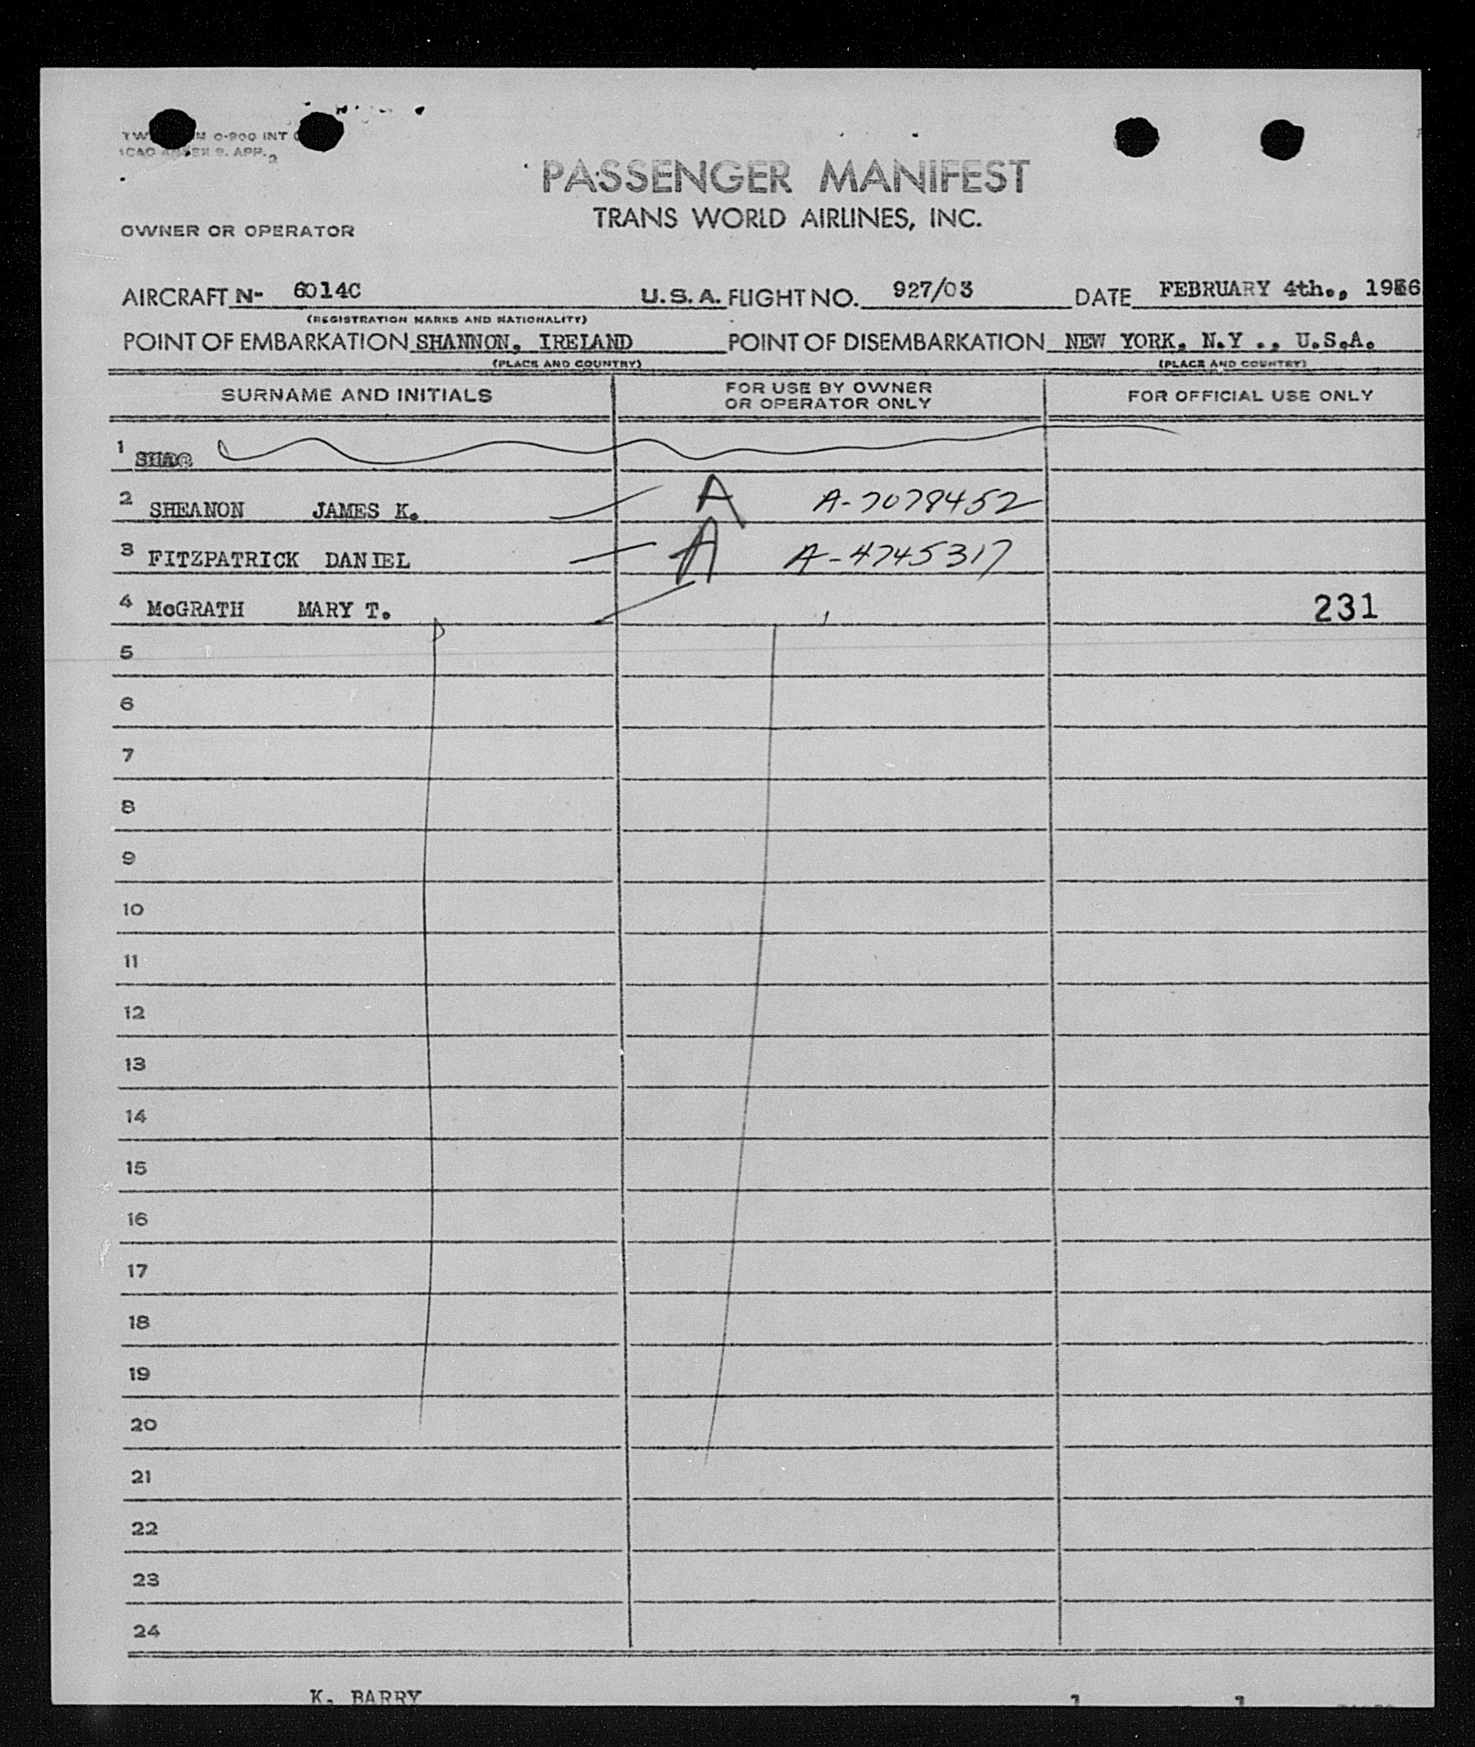 INT
APP. 2
PASSENGER MANIFEST
TRANS WORLD AIRLINES, INC.
OWNER OR OPERATOR
AIRCRAFT N- 6014C U.S.A. FLIGHT NO. 927/03 DATE FEBRUARY 4th., 1956
(REGISTRATION MARKS AND NATIONALITY)
POINT OF EMBARKATION SHANNON, IRELAND POINT OF DISEMBARKATION NEW YORK, N.Y ., U.S.A.
(PLACE AND COUNTRY) (PLACE AND COUNTRY)
SURNAME AND INITIALS FOR USE BY OWNER OR OPERATOR ONLY FOR OFFICIAL USE ONLY
1
2 SHEANON JAMES K. A A-7079452
3 FITZPATRICK DANIEL A A-4745317
4 McGRATH MARY T. 231
5
6
7
8
9
10
11
12
13
14
15
16
17
18
19
20
21
22
23
24
K. BARRY